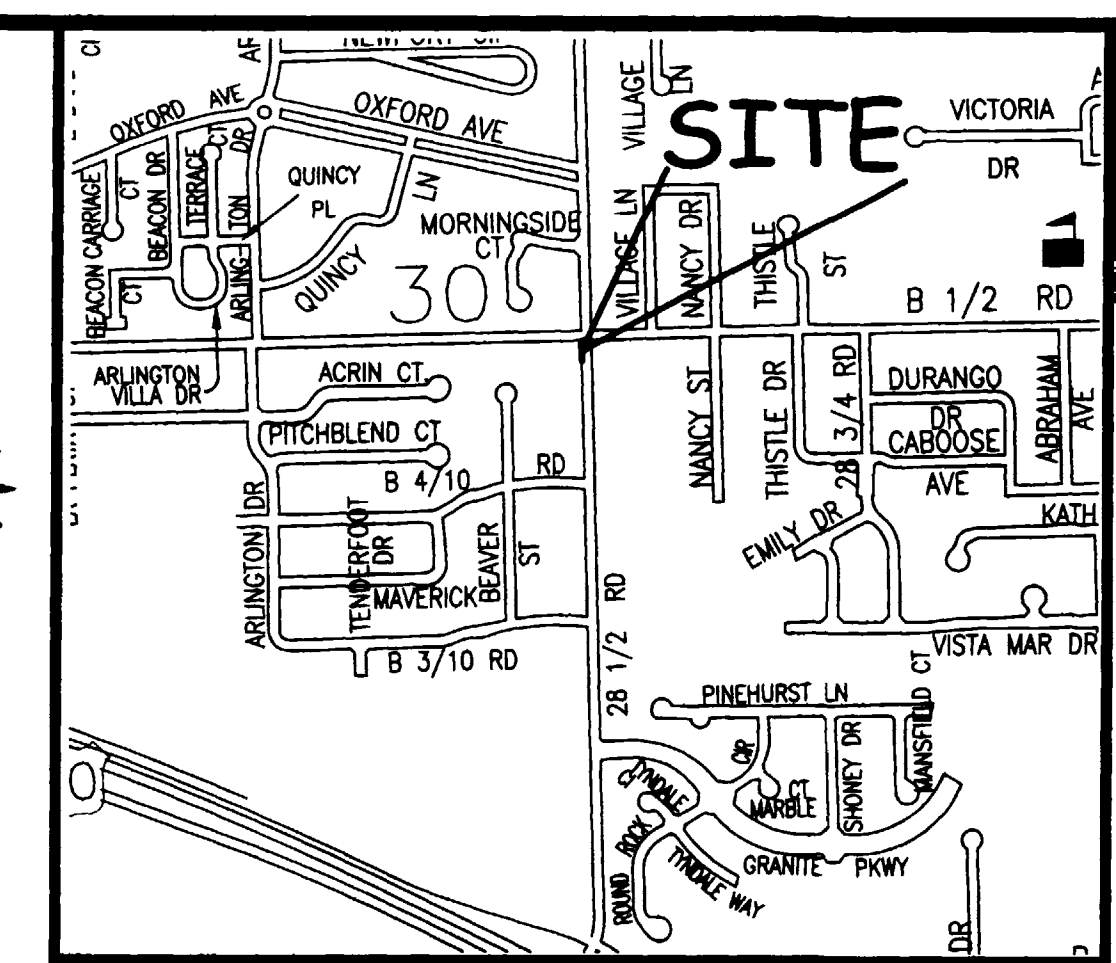 NEWPORT CIR
OXFORD AVE
OXFORD AVE
VILLAGE
LN
SITE
VICTORIA
DR
QUINCY
PL
BEACON CARRIAGE
CT
CT
BEACON DR
TERRACE
CT
ARLING-
TON
DR
QUINCY
LN
MORNINGSIDE
CT
30
VILLAGE LN
NANCY DR
THISTLE
ST
B 1/2 RD
ARLINGTON
VILLA DR
ACRIN CT
PITCHBLEND CT
B 4/10
RD
NANCY ST
THISTLE DR
28 3/4 RD
DURANGO
DR
CABOOSE
AVE
ABRAHAM
AVE
KATH
EMILY DR
ARLINGTON DR
TENDERFOOT
DR
MAVERICK
BEAVER
ST
B 3/10 RD
28 1/2 RD
VISTA MAR DR
PINEHURST LN
CIR
CT
MARBLE
SHONEY DR
MANSFIELD CT
TYNDALE
CT
ROUND ROCK
TYNDALE WAY
GRANITE PKWY
DR